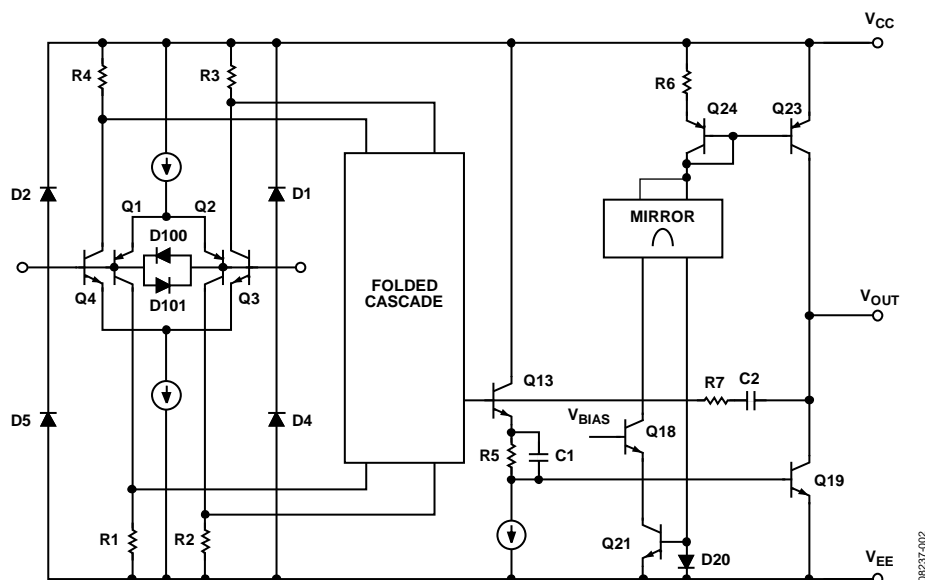 VCC
R4
R3
R6
Q24
Q23
D2
D1
Q1
Q2
D100
MIRROR
D101
Q4
Q3
FOLDED
CASCADE
VOUT
Q13
R7
C2
D5
D4
VBIAS
Q18
R5
C1
Q19
R1
R2
Q21
D20
VEE
08237-002